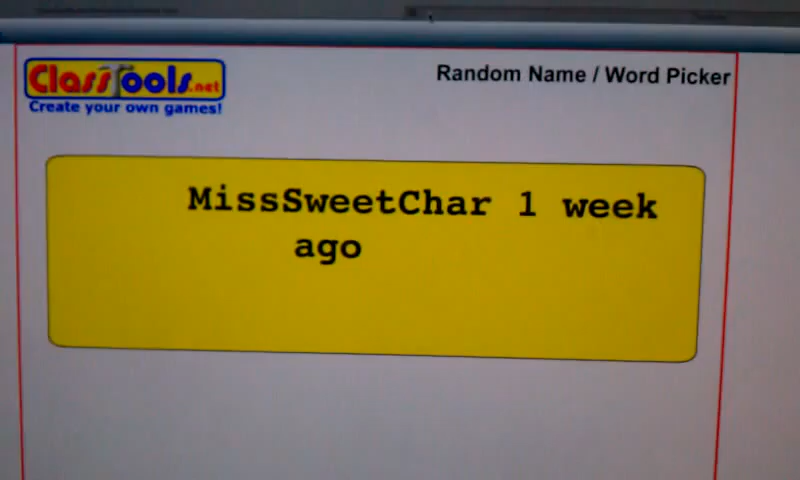 ClassTools.net
Create your own games!
Random Name / Word Picker
MissSweetChar 1 week
ago